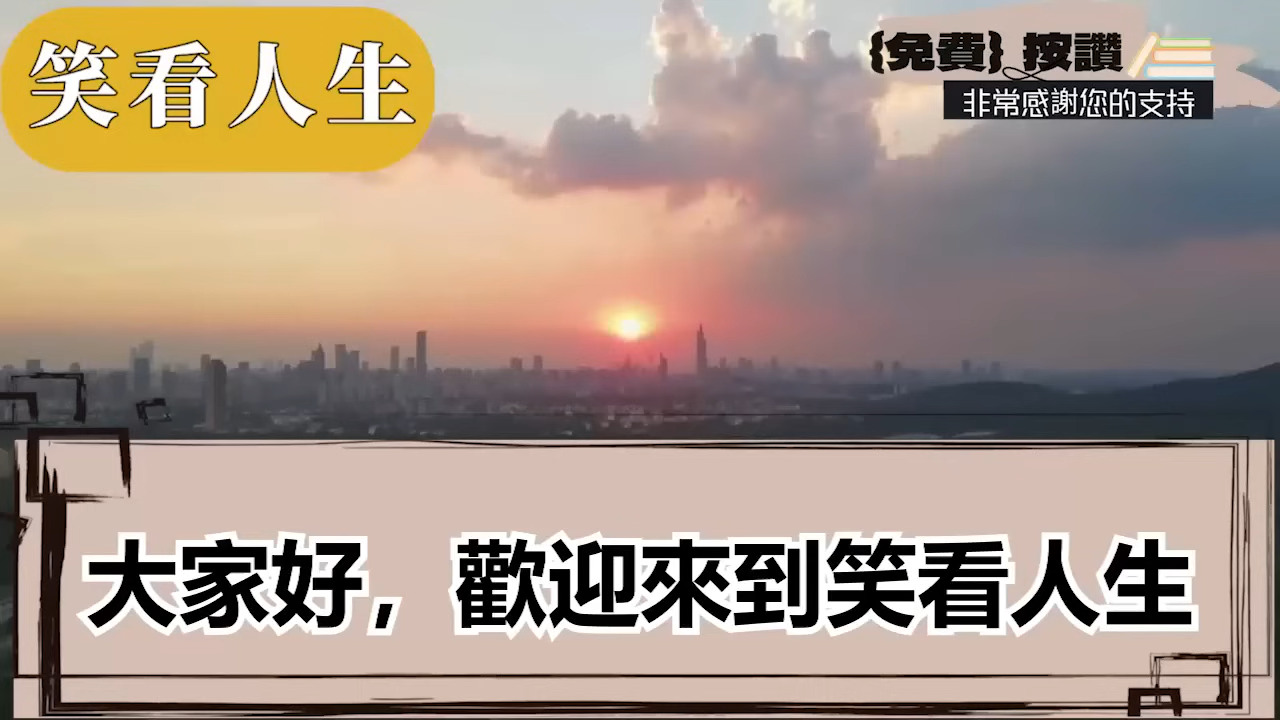 笑看人生
{免費} 按讚
非常感謝您的支持
大家好，歡迎來到笑看人生